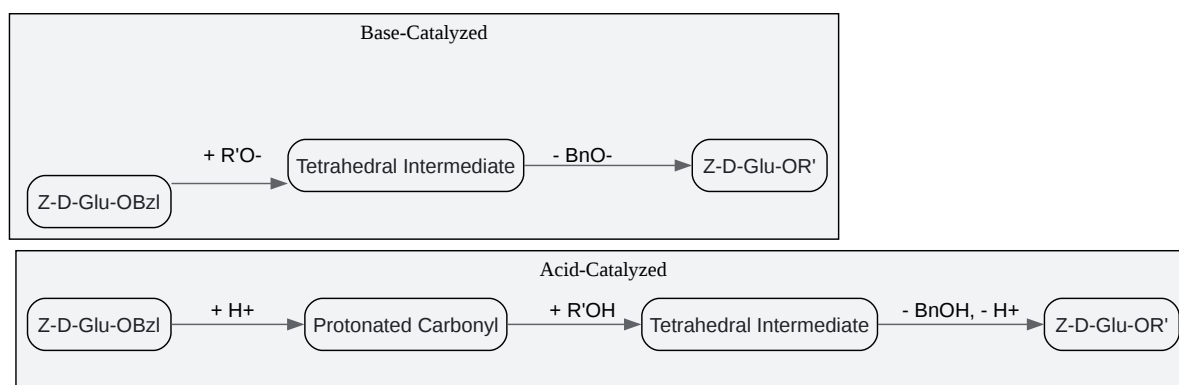 Base-Catalyzed
+ R'O-
- BnO-
Z-D-Glu-OBzl
Tetrahedral Intermediate
Z-D-Glu-OR'
Acid-Catalyzed
+ H+
+ R'OH
- BnOH, - H+
Z-D-Glu-OBzl
Protonated Carbonyl
Tetrahedral Intermediate
Z-D-Glu-OR'